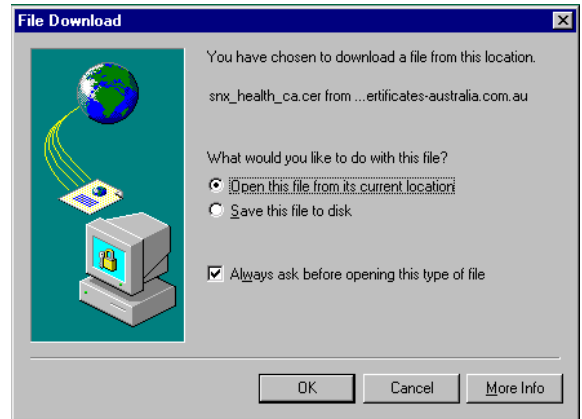 File Download
You have chosen to download a file from this location.
snx_health_ca.cer from ...ertificates-australia.com.au
What would you like to do with this file?
Open this file from its current location
Save this file to disk
Always ask before opening this type of file
OK Cancel More Info